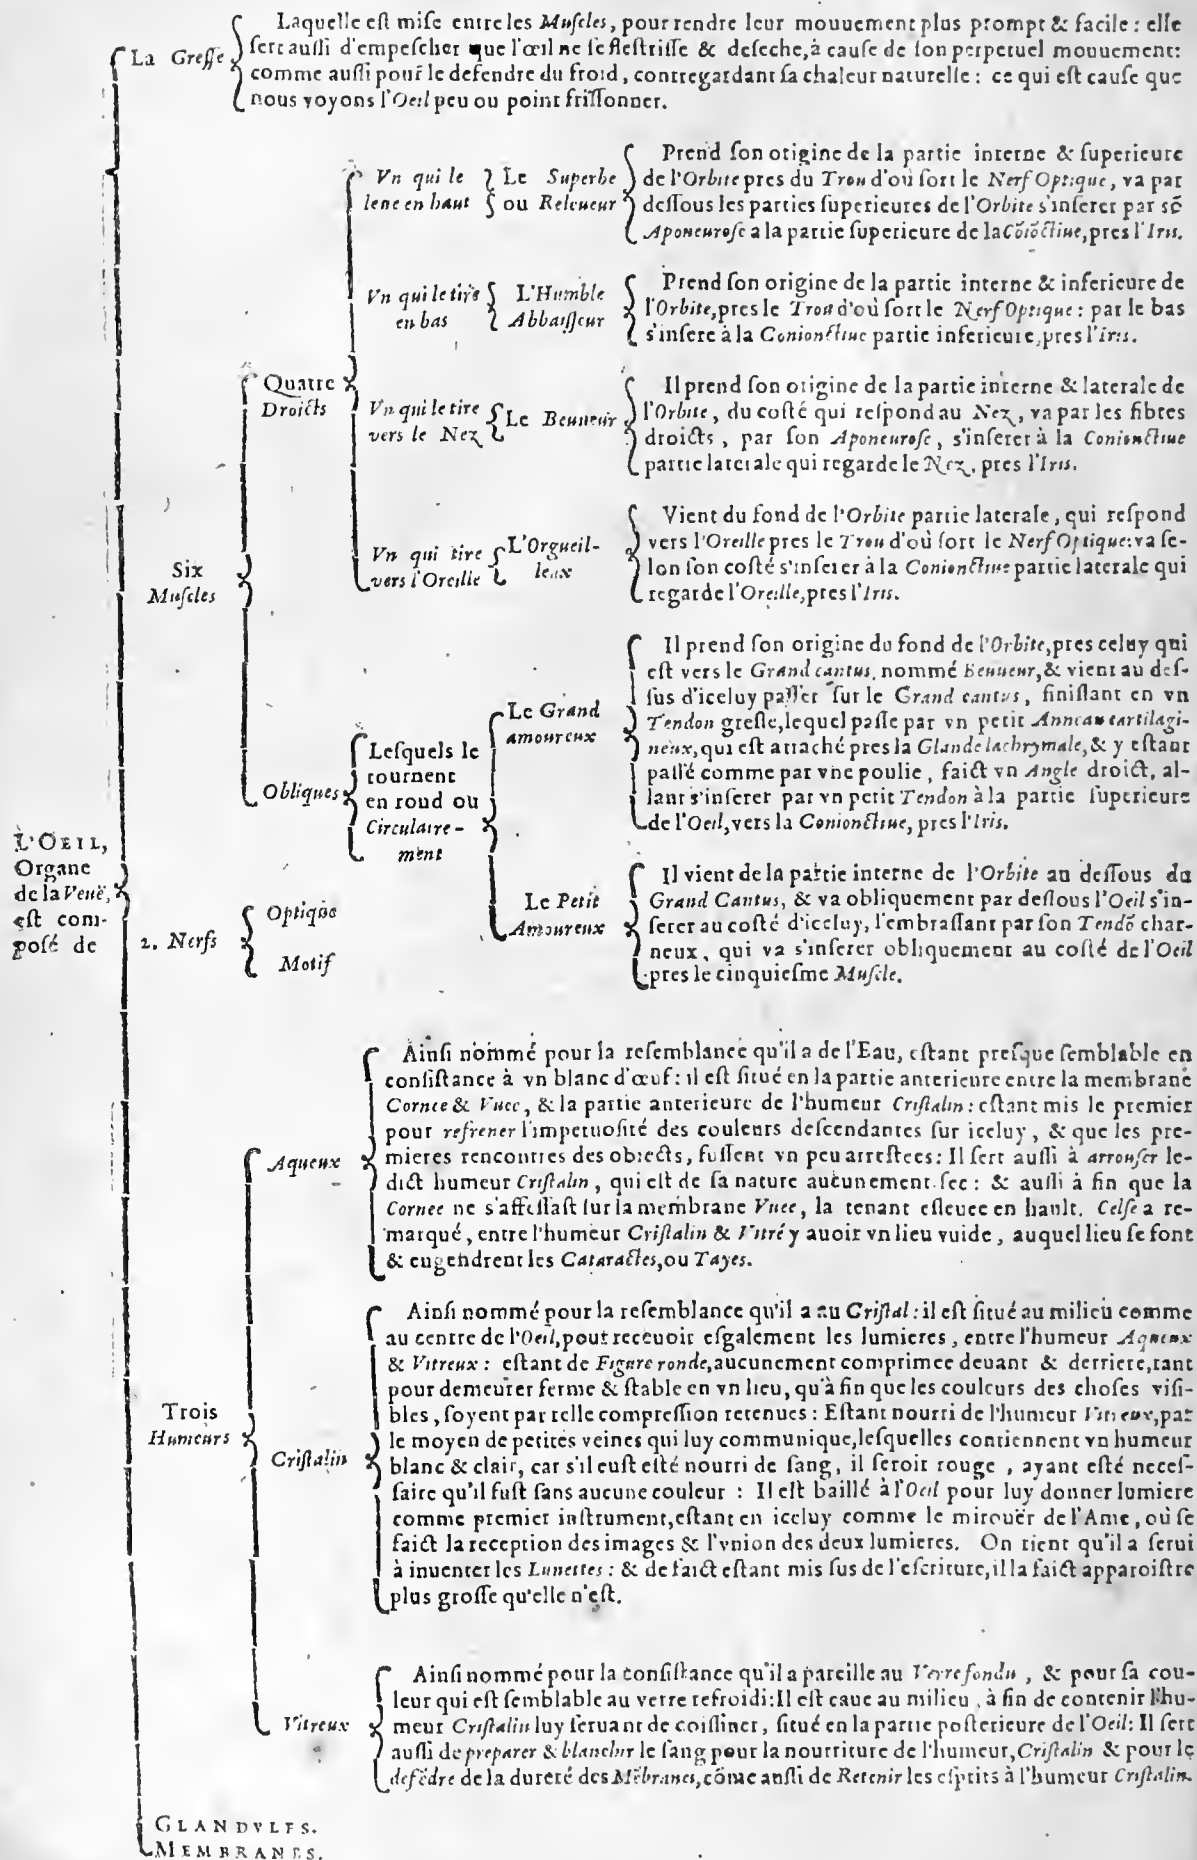 Laquelle eſt miſe entre les Muſcles, pour rendre leur mouuement plus prompt & facile : elle
La Greſſe
ſert auſſi d'empeſcher que l'œil ne ſe fleſtriſſe & deſeche, à cauſe de ſon perpetuel mouuement:
comme auſſi pour le defendre du froid, contregardant ſa chaleur naturelle : ce qui eſt cauſe que
nous voyons l'Oeil peu ou point friſſonner.
Six
Muſcles
Quatre
Droicts
Vn qui le
leue en haut
Le Superbe
ou Releueur
Prend ſon origine de la partie interne & ſuperieure
de l'Orbite pres du Trou d'où ſort le Nerf Optique, va par
deſſous les parties ſuperieures de l'Orbite s'inſerer par sõ
Aponeuroſe a la partie ſuperieure de la Cõiõctiue, pres l'Iris.
Vn qui le tire
en bas
L'Humble
Abbaiſſeur
Prend ſon origine de la partie interne & inferieure de
l'Orbite, pres le Trou d'où ſort le Nerf Optique : par le bas
s'inſere à la Conionctiue partie inferieure, pres l'Iris.
Vn qui le tire
vers le Nez
Le Beuueur
Il prend ſon origine de la partie interne & laterale de
l'Orbite, du coſté qui reſpond au Nez, va par les fibres
droicts, par ſon Aponeuroſe, s'inſerer à la Conionctiue
partie laterale qui regarde le Nez, pres l'Iris.
Vn qui tire
vers l'Oreille
L'Orgueil-
leux
Vient du fond de l'Orbite partie laterale, qui reſpond
vers l'Oreille pres le Trou d'où ſort le Nerf Optique: va ſe-
lon ſon coſté s'inſerer à la Conionctiue partie laterale qui
regarde l'Oreille, pres l'Iris.
Obliques
Leſquels le
tournent
en roud ou
Circulaire-
ment
Le Grand
amoureux
Il prend ſon origine du fond de l'Orbite, pres celuy qui
eſt vers le Grand cantus, nommé Beuueur, & vient au deſ-
ſus d'iceluy paſſer ſur le Grand cantus, finiſſant en vn
Tendon greſle, lequel paſſe par vn petit Anneau cartilagi-
neux, qui eſt attaché pres la Glande lachrymale, & y eſtant
paſſé comme par vne poulie, faict vn Angle droict, al-
lant s'inſerer par vn petit Tendon à la partie ſuperieure
de l'Oeil, vers la Conionctiue, pres l'Iris.
Le Petit
Amoureux
Il vient de la partie interne de l'Orbite au deſſous du
Grand Cantus, & va obliquement par deſſous l'Oeil s'in-
ſerer au coſté d'iceluy, l'embraſſant par ſon Tendõ char-
neux, qui va s'inſerer obliquement au coſté de l'Oeil
pres le cinquieſme Muſcle.
L'OEIL,
Organe
de la Veuë,
eſt com-
poſé de
2. Nerfs
Optique
Motif
Trois
Humeurs
Aqueux
Ainſi nommé pour la reſemblance qu'il a de l'Eau, eſtant preſque ſemblable en
conſiſtance à vn blanc d'œuf: il eſt ſitué en la partie anterieure entre la membrane
Cornee & Vuee, & la partie anterieure de l'humeur Criſtalin : eſtant mis le premier
pour refrener l'impetuoſité des couleurs deſcendantes ſur iceluy, & que les pre-
mieres rencontres des obiects, fuſſent vn peu arreſtees: Il ſert auſſi à arrouſer le-
dict humeur Criſtalin, qui eſt de ſa nature aucunement ſec : & auſſi à fin que la
Cornee ne s'affeſſaſt ſur la membrane Vuee, la tenant eſleuee en hault. Celſe a re-
marqué, entre l'humeur Criſtalin & Vitré y auoir vn lieu vuide, auquel lieu ſe font
& engendrent les Cataractes, ou Tayes.
Criſtalin
Ainſi nommé pour la reſemblance qu'il a au Criſtal : il eſt ſitué au milieu comme
au centre de l'Oeil, pour receuoir eſgalement les lumieres, entre l'humeur Aqueux
& Vitreux : eſtant de Figure ronde, aucunement comprimee deuant & derriere, tant
pour demeurer ferme & ſtable en vn lieu, qu'à fin que les couleurs des choſes viſi-
bles, ſoyent par telle compreſſion retenues : Eſtant nourri de l'humeur Vitreux, par
le moyen de petites veines qui luy communique, leſquelles contiennent vn humeur
blanc & clair, car s'il euſt eſté nourri de ſang, il ſeroit rouge, ayant eſté neceſ-
ſaire qu'il fuſt ſans aucune couleur : Il eſt baillé à l'Oeil pour luy donner lumiere
comme premier inſtrument, eſtant en iceluy comme le mirouër de l'Ame, où ſe
faict la reception des images & l'vnion des deux lumieres. On tient qu'il a ſerui
à inuenter les Lunettes : & de faict eſtant mis ſus de l'eſcriture, il la faict apparoiſtre
plus groſſe qu'elle n'eſt.
Vitreux
Ainſi nommé pour la conſiſtance qu'il a pareille au Verre fondu, & pour ſa cou-
leur qui eſt ſemblable au verre refroidi: Il eſt caue au milieu, à fin de contenir l'hu-
meur Criſtalin luy ſeruant de coiſſinet, ſitué en la partie poſterieure de l'Oeil: Il ſert
auſſi de preparer & blanchir le ſang pour la nourriture de l'humeur, Criſtalin & pour le
defẽdre de la dureté des Mẽbranes, cõme auſſi de Retenir les eſprits à l'humeur Criſtalin.
GLANDVLES.
MEMBRANES.